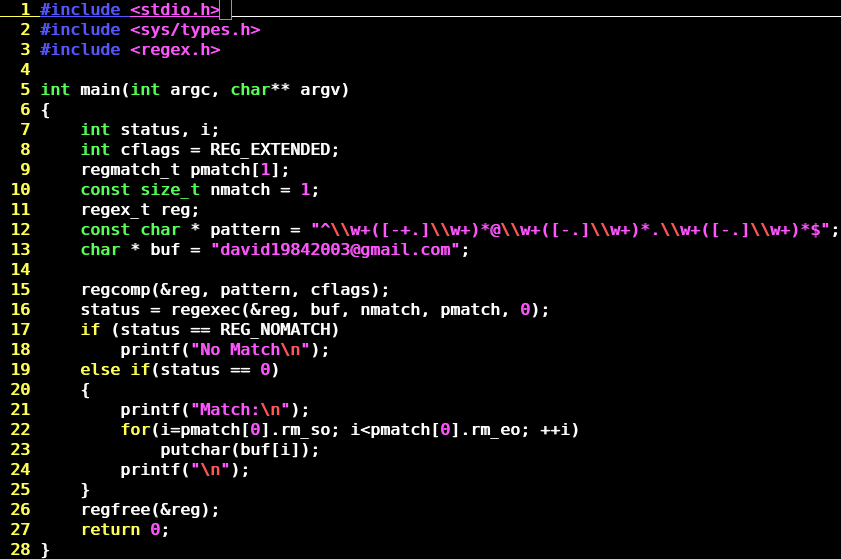 1 #include <stdio.h>
2 #include <sys/types.h>
3 #include <regex.h>
4
5 int main(int argc, char** argv)
6 {
7     int status, i;
8     int cflags = REG_EXTENDED;
9     regmatch_t pmatch[1];
10     const size_t nmatch = 1;
11     regex_t reg;
12     const char * pattern = "^\\w+([-+.]\\w+)*@\\w+([-.]\\w+)*.\\w+([-.]\\w+)*$";
13     char * buf = "david19842003@gmail.com";
14
15     regcomp(&reg, pattern, cflags);
16     status = regexec(&reg, buf, nmatch, pmatch, 0);
17     if (status == REG_NOMATCH)
18         printf("No Match\n");
19     else if(status == 0)
20     {
21         printf("Match:\n");
22         for(i=pmatch[0].rm_so; i<pmatch[0].rm_eo; ++i)
23             putchar(buf[i]);
24         printf("\n");
25     }
26     regfree(&reg);
27     return 0;
28 }